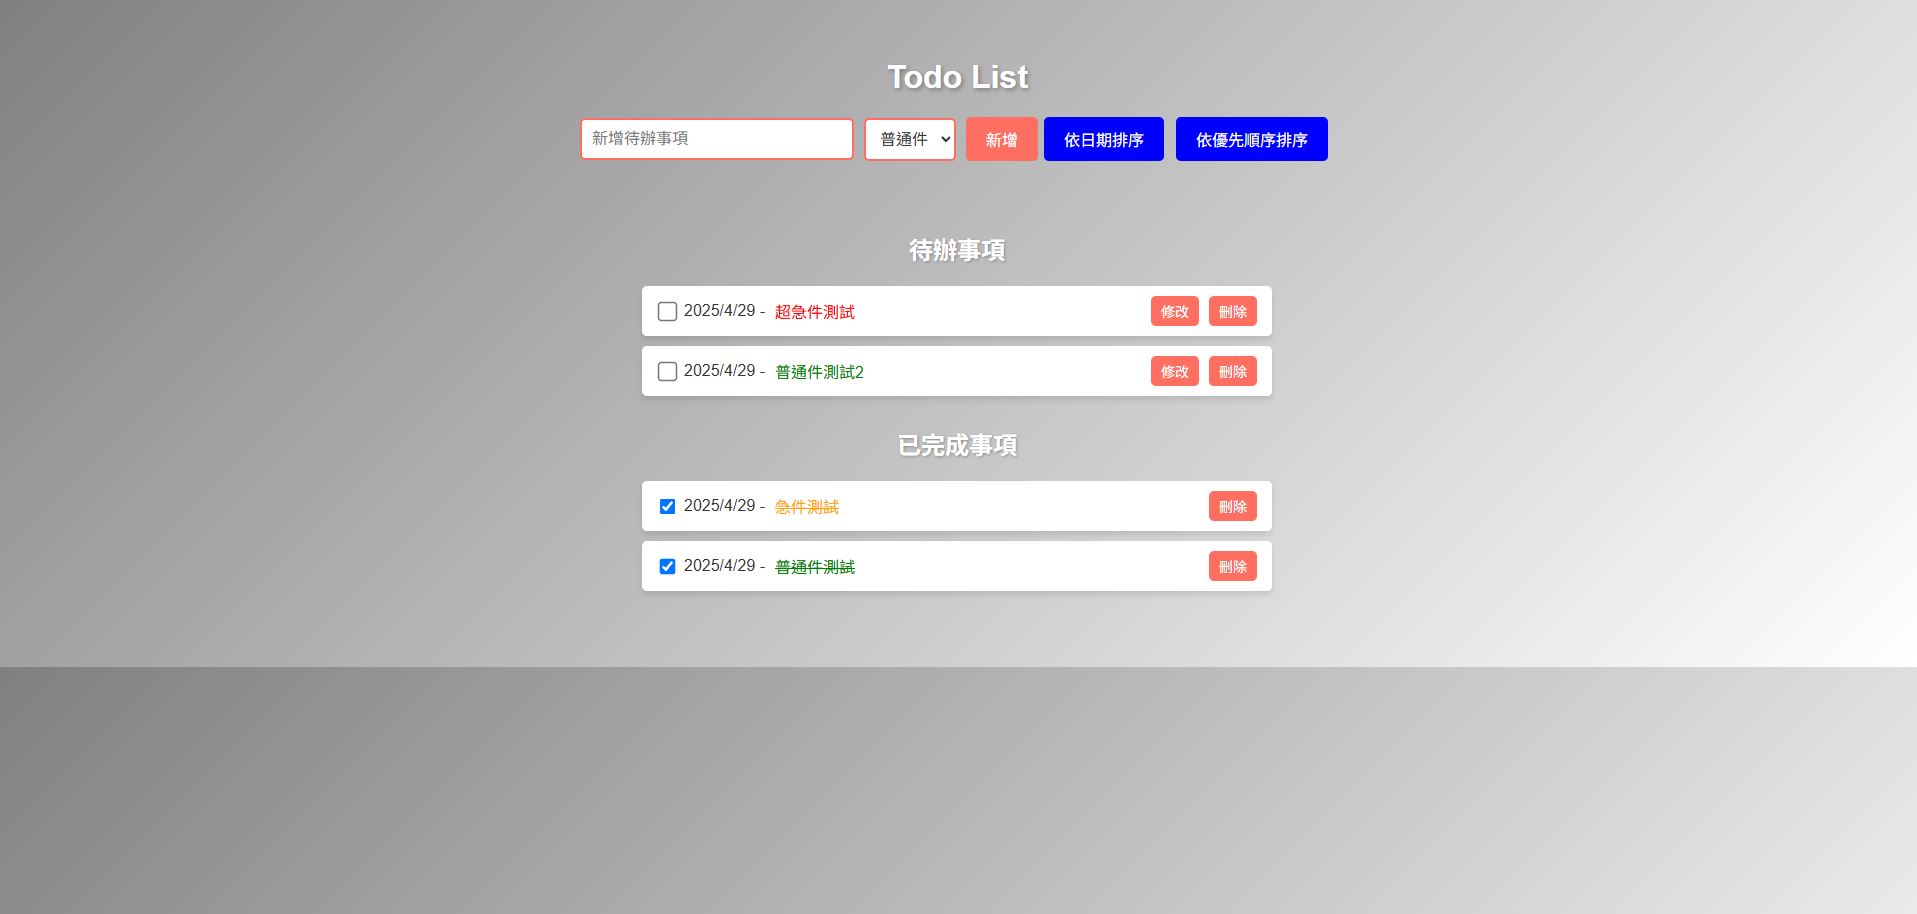 Todo List
新增待辦事項 普通件 新增 依日期排序 依優先順序排序
待辦事項
2025/4/29 - 超急件測試 修改 刪除
2025/4/29 - 普通件測試2 修改 刪除
已完成事項
2025/4/29 - 急件測試 刪除
2025/4/29 - 普通件測試 刪除